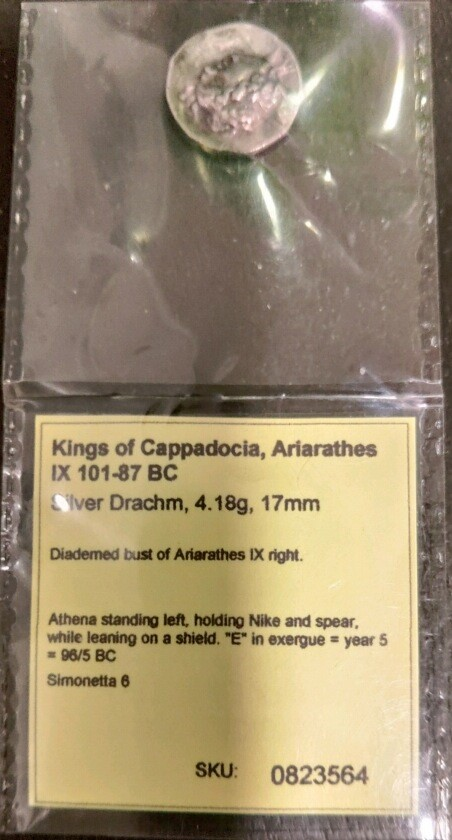 Kings of Cappadocia, Ariarathes
IX 101-87 BC
Silver Drachm, 4.18g, 17mm
Diademed bust of Ariarathes IX right.
Athena standing left, holding Nike and spear,
while leaning on a shield. "E" in exergue = year 5
= 96/5 BC
Simonetta 6
SKU: 0823564